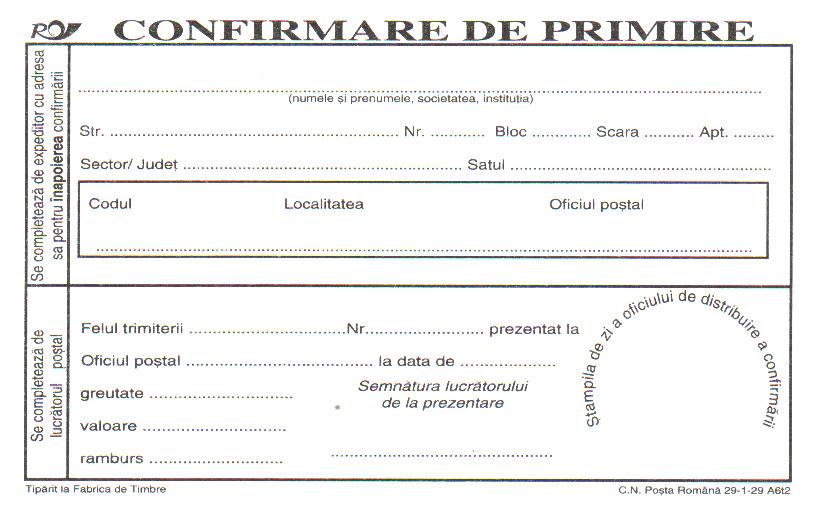 CONFIRMARE DE PRIMIRE
Se completează de expeditor cu adresa
sa pentru înapoierea confirmării
(numele și prenumele, societatea, instituția)
Str. Nr. Bloc Scara Apt.
Sector/ Județ Satul
Codul Localitatea Oficiul poștal
Se completează de
lucrătorul poștal
Felul trimiterii Nr. prezentat la
Oficiul poștal la data de
greutate
valoare
ramburs
Semnătura lucrătorului
de la prezentare
Ștampila de zi a oficiului de distribuire a confirmării
Tipărit la Fabrica de Timbre
C.N. Poșta Română 29-1-29 A6t2